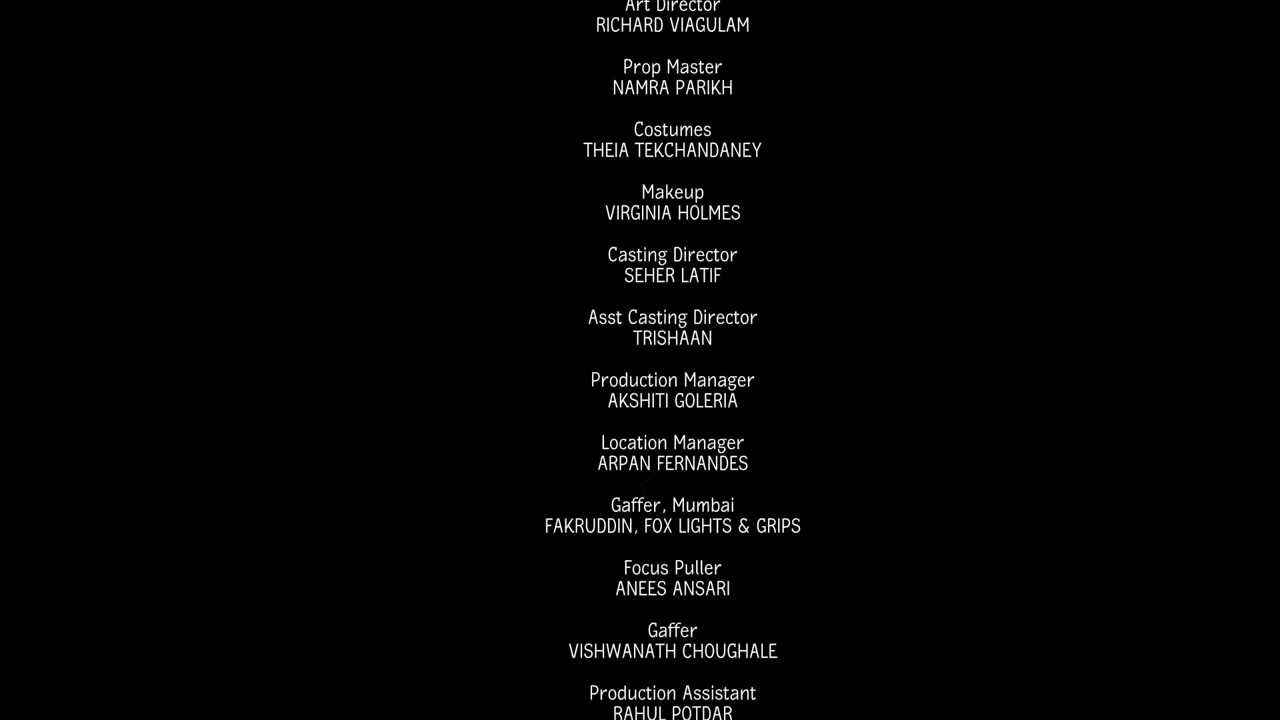 Art Director
RICHARD VIAGULAM
Prop Master
NAMRA PARIKH
Costumes
THEIA TEKCHANDANEY
Makeup
VIRGINIA HOLMES
Casting Director
SEHER LATIF
Asst Casting Director
TRISHAAN
Production Manager
AKSHITI GOLERIA
Location Manager
ARPAN FERNANDES
Gaffer, Mumbai
FAKRUDDIN, FOX LIGHTS & GRIPS
Focus Puller
ANEES ANSARI
Gaffer
VISHWANATH CHOUGHALE
Production Assistant
RAHUL POTDAR